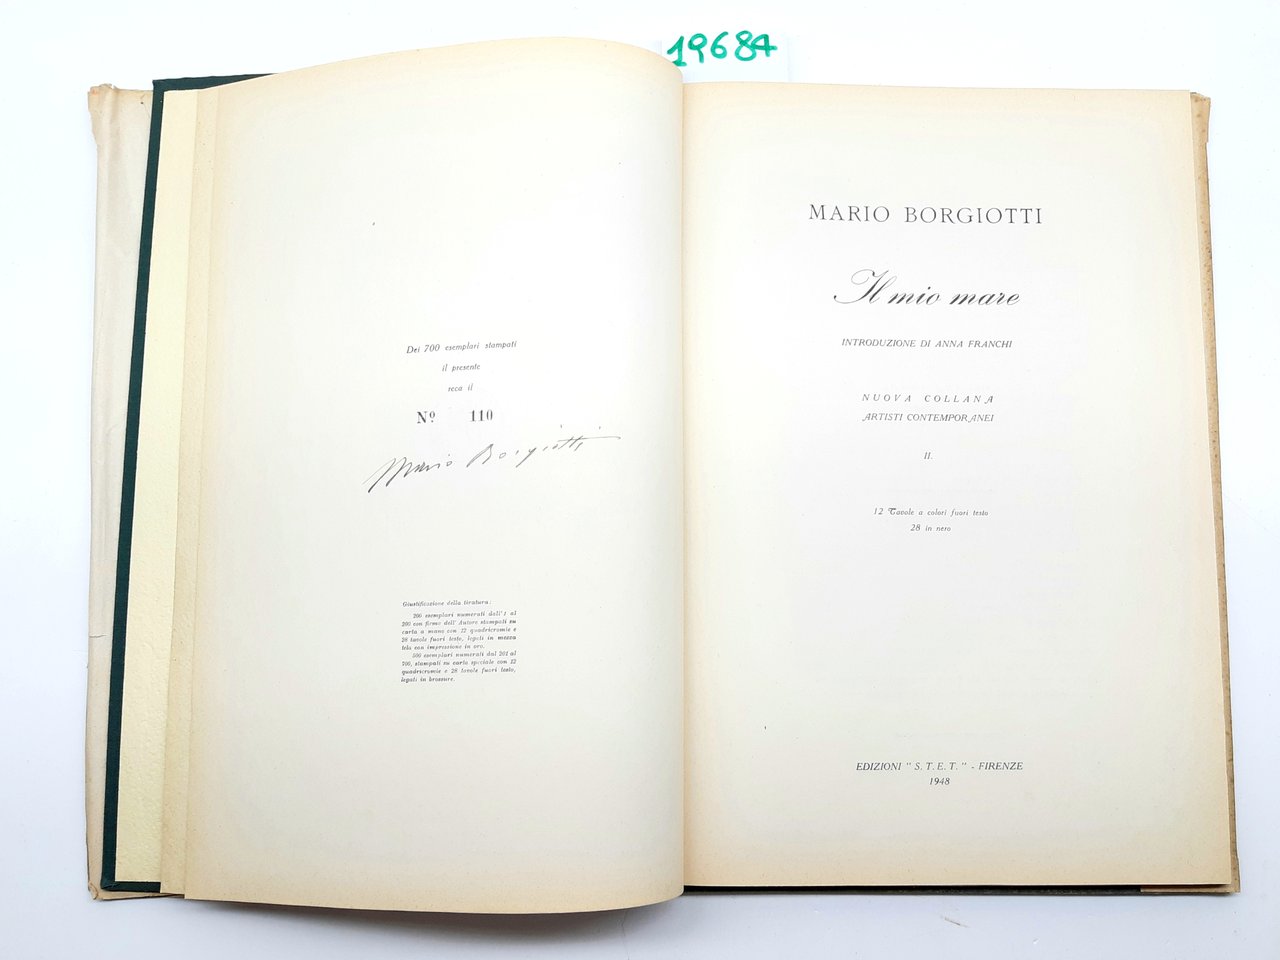 19684
Dei 700 esemplari stampati
il presente
reca il
Nº 110
Mario Borgiotti
Giustificazione della tiratura:
200 esemplari numerati dall'1 al
200 con firma dell'Autore stampati su
carta a mano con 12 quadricromie e
28 tavole fuori testo, legati in mezza
tela con impressione in oro.
500 esemplari numerati dal 201 al
700, stampati su carta speciale con 12
quadricromie e 28 tavole fuori testo,
legati in brossure.
MARIO BORGIOTTI
Il mio mare
INTRODUZIONE DI ANNA FRANCHI
NUOVA COLLANA
ARTISTI CONTEMPORANEI
II.
12 Tavole a colori fuori testo
28 in nero
EDIZIONI "S. T. E. T." - FIRENZE
1948